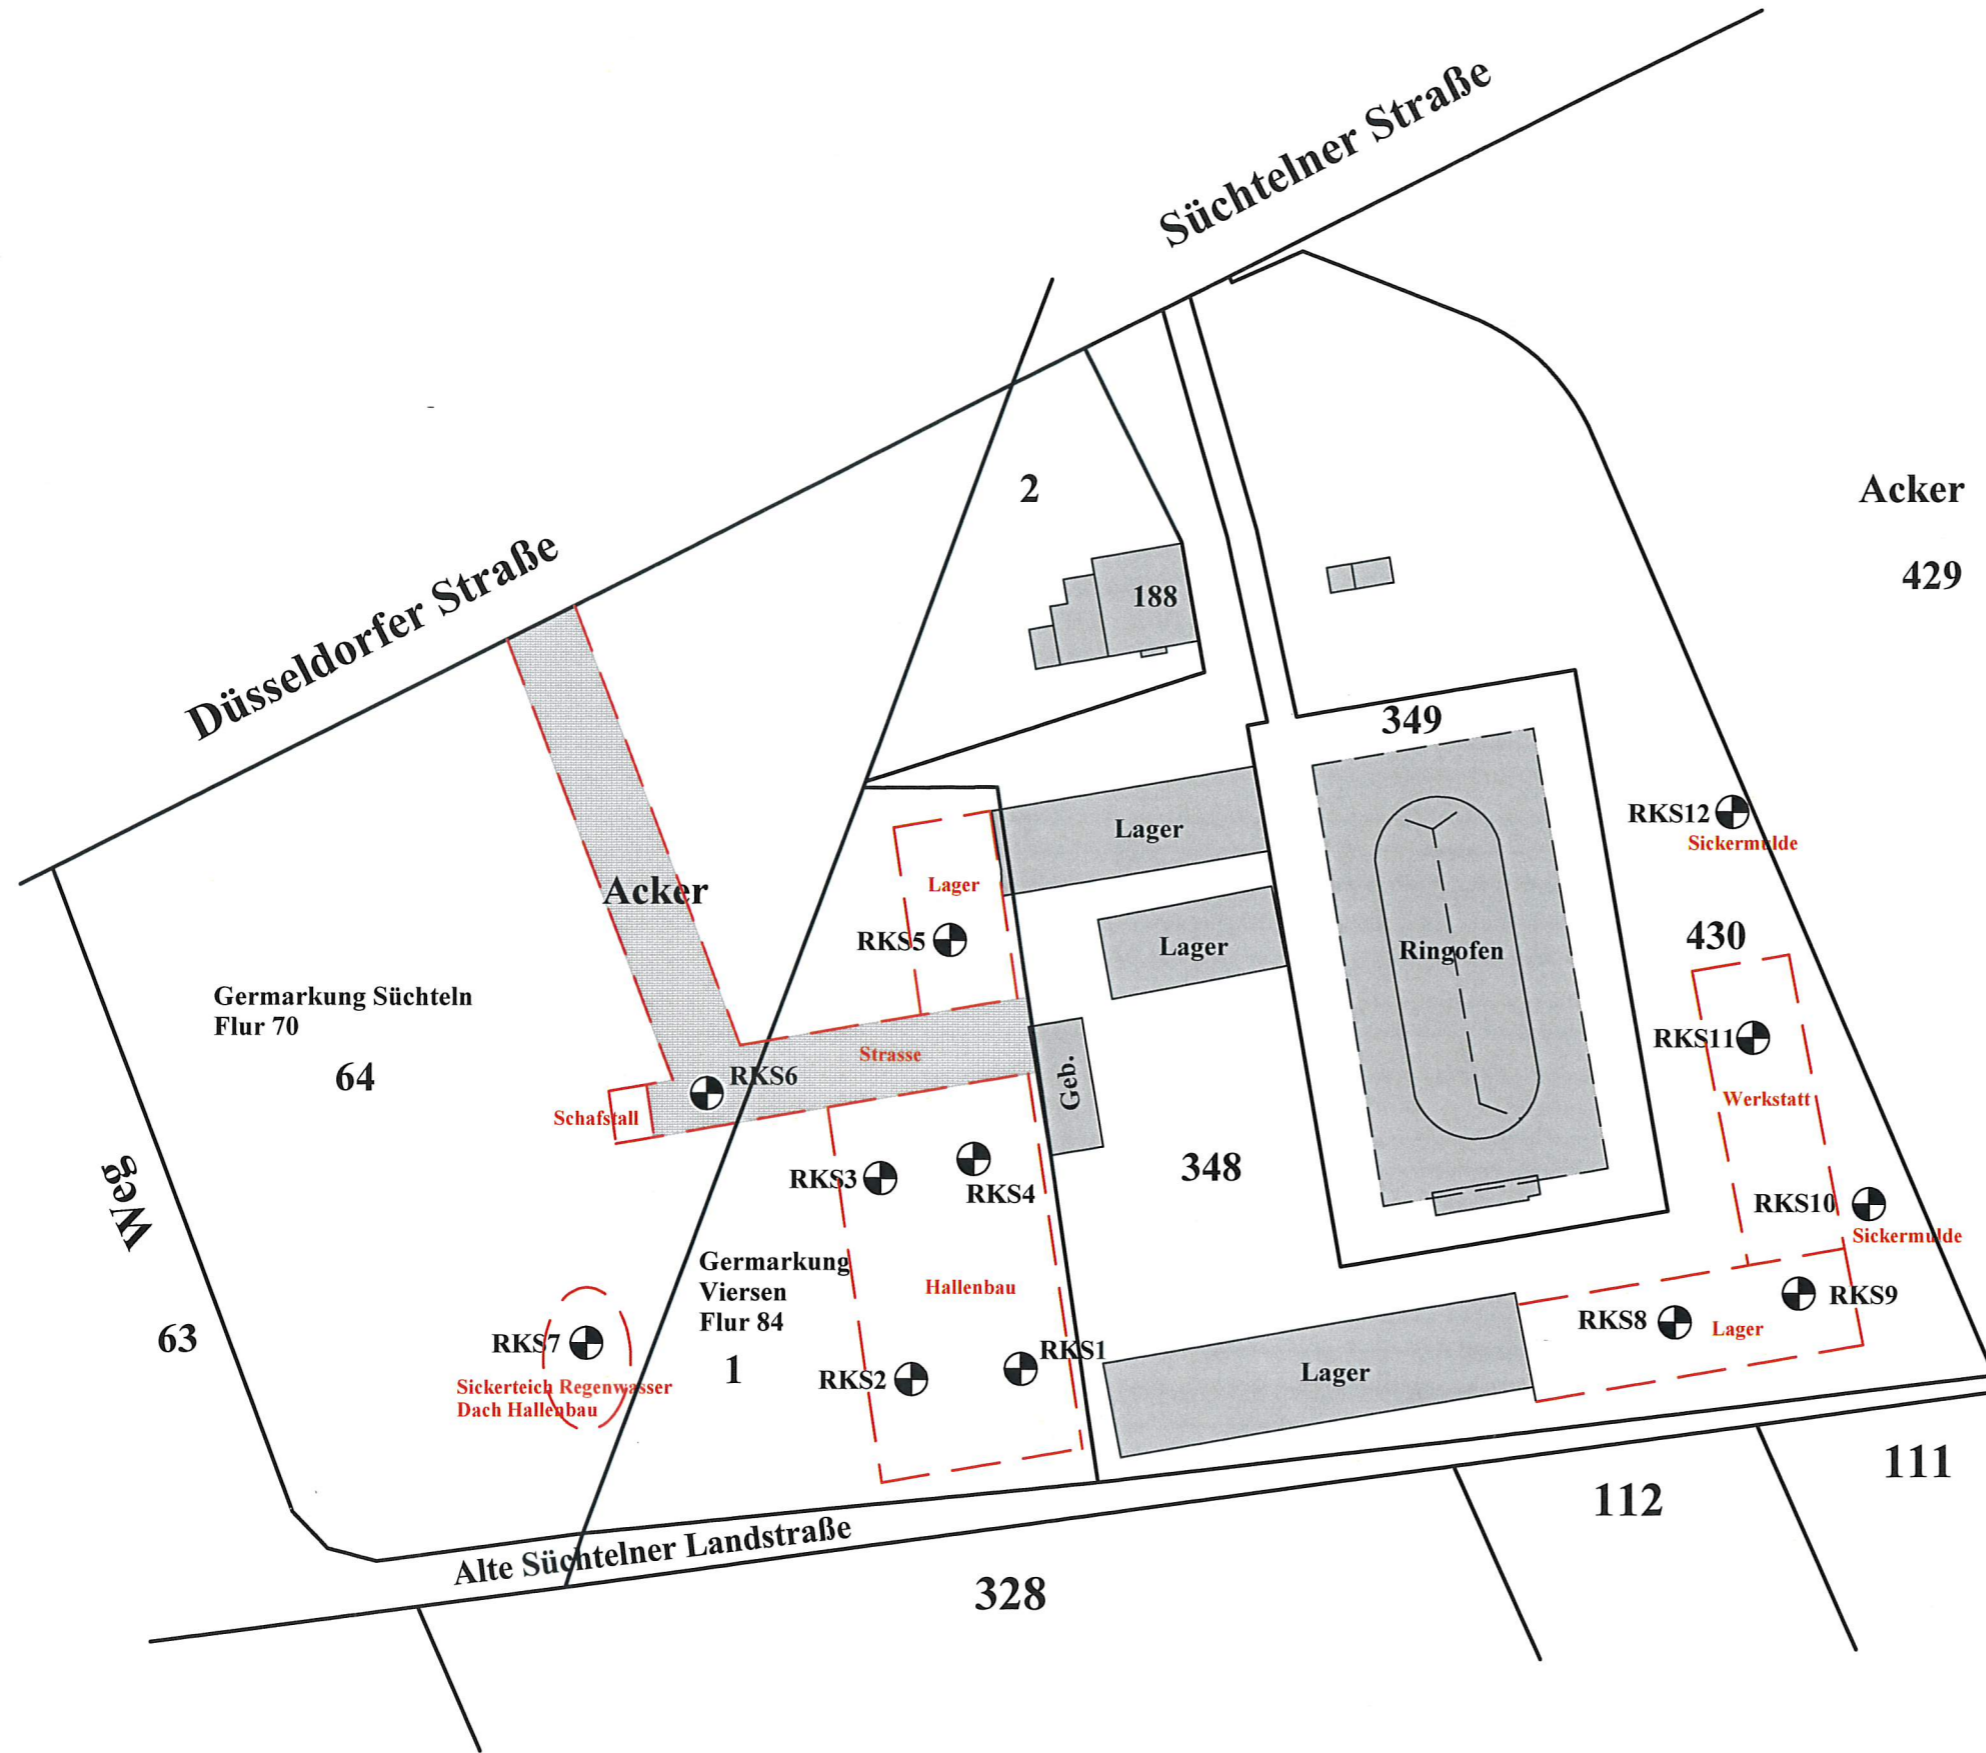 Süchtelner Straße
Düsseldorfer Straße
2
188
Acker
429
349
Lager
RKS12
Sickermulde
Acker
Lager
RKS5
Lager
Ringofen
430
Germarkung Süchteln
Flur 70
64
Strasse
RKS6
Schafstall
Geb.
RKS11
Werkstatt
Weg
RKS3
RKS4
348
RKS10
Sickermulde
Germarkung
Viersen
Flur 84
1
Hallenbau
63
RKS7
Sickerteich Regenwasser
Dach Hallenbau
RKS2
RKS1
Lager
RKS8
Lager
RKS9
Alte Süchtelner Landstraße
328
112
111